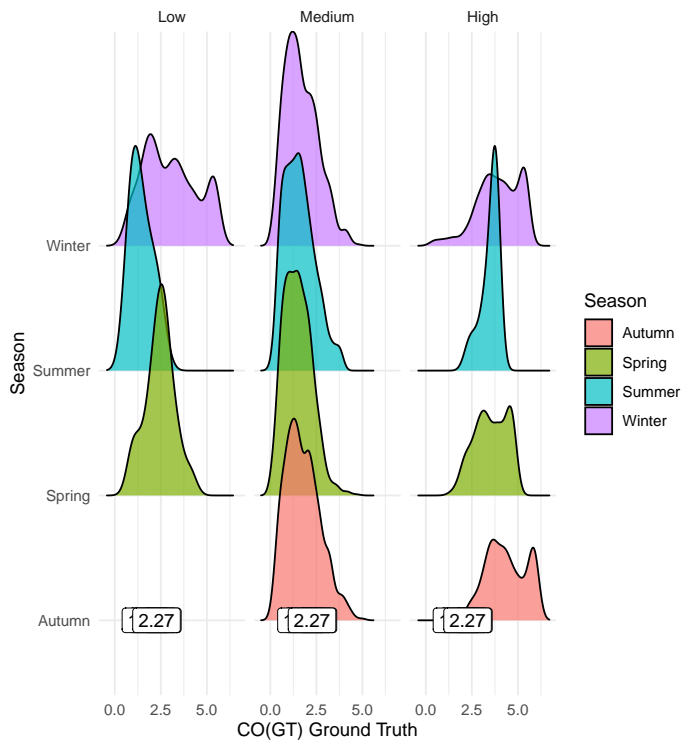 Low Medium High
Season
Winter
Summer
Spring
Autumn
2.27 2.27 2.27
0.0 2.5 5.0 0.0 2.5 5.0 0.0 2.5 5.0
CO(GT) Ground Truth
Season
Autumn
Spring
Summer
Winter